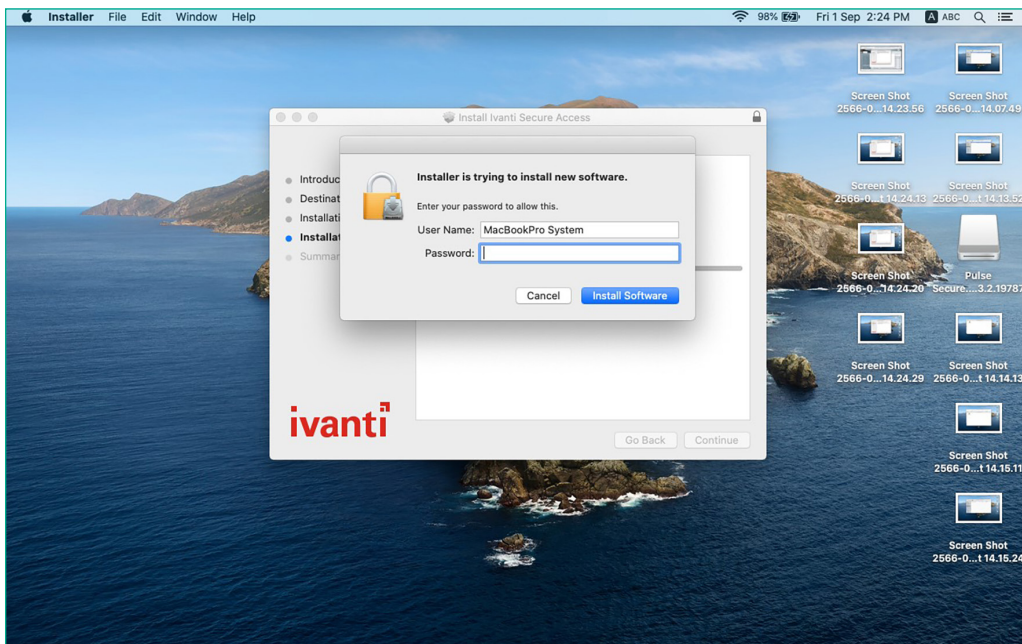 Installer File Edit Window Help 98% Fri 1 Sep 2:24 PM A ABC
Install Ivanti Secure Access
Introduc
Destinat
Installati
Installat
Summar
Installer is trying to install new software.
Enter your password to allow this.
User Name: MacBookPro System
Password:
Cancel Install Software
ivanti
Go Back Continue
Screen Shot
2566-0...14.23.56
Screen Shot
2566-0...14.07.49
Screen Shot
2566-0...t 14.24.13
Screen Shot
2566-0...t 14.13.52
Screen Shot
2566-0...14.24.20
Pulse
Secure....3.2.19787
Screen Shot
2566-0...14.24.29
Screen Shot
2566-0...t 14.14.13
Screen Shot
2566-0...t 14.15.11
Screen Shot
2566-0...t 14.15.24